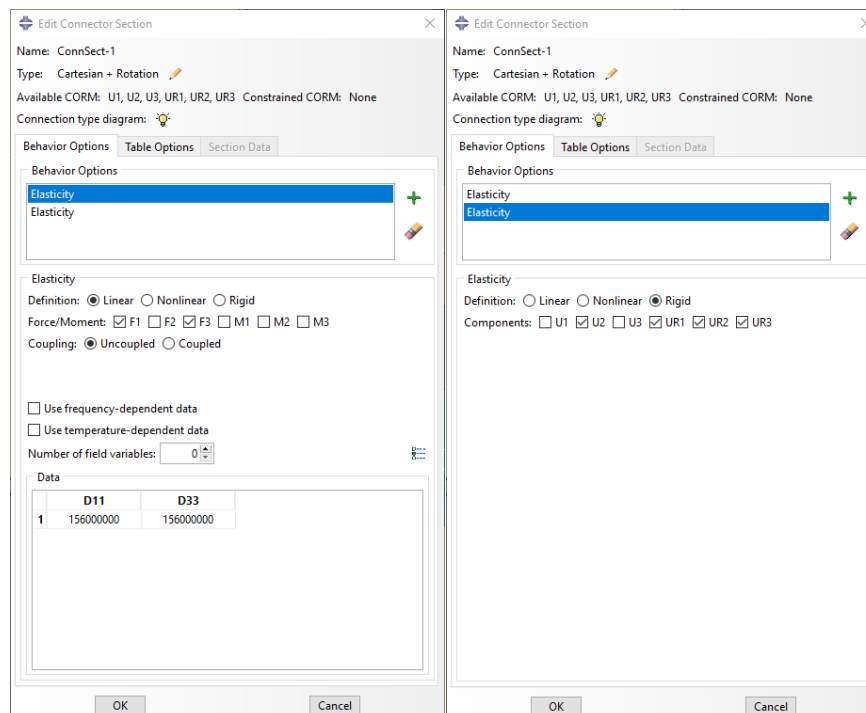 Edit Connector Section
Name: ConnSect-1
Type: Cartesian + Rotation
Available CORM: U1, U2, U3, UR1, UR2, UR3 Constrained CORM: None
Connection type diagram:
Behavior Options Table Options Section Data
Behavior Options
Elasticity
Elasticity
Elasticity
Definition: Linear Nonlinear Rigid
Force/Moment: F1 F2 F3 M1 M2 M3
Coupling: Uncoupled Coupled
Use frequency-dependent data
Use temperature-dependent data
Number of field variables: 0
Data
D11 D33
1 156000000 156000000
OK Cancel
Edit Connector Section
Name: ConnSect-1
Type: Cartesian + Rotation
Available CORM: U1, U2, U3, UR1, UR2, UR3 Constrained CORM: None
Connection type diagram:
Behavior Options Table Options Section Data
Behavior Options
Elasticity
Elasticity
Elasticity
Definition: Linear Nonlinear Rigid
Components: U1 U2 U3 UR1 UR2 UR3
OK Cancel